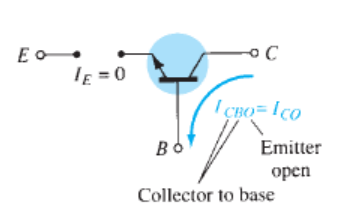 E
C
I_E = 0
I_CBO = I_CO
B
Emitter
open
Collector to base